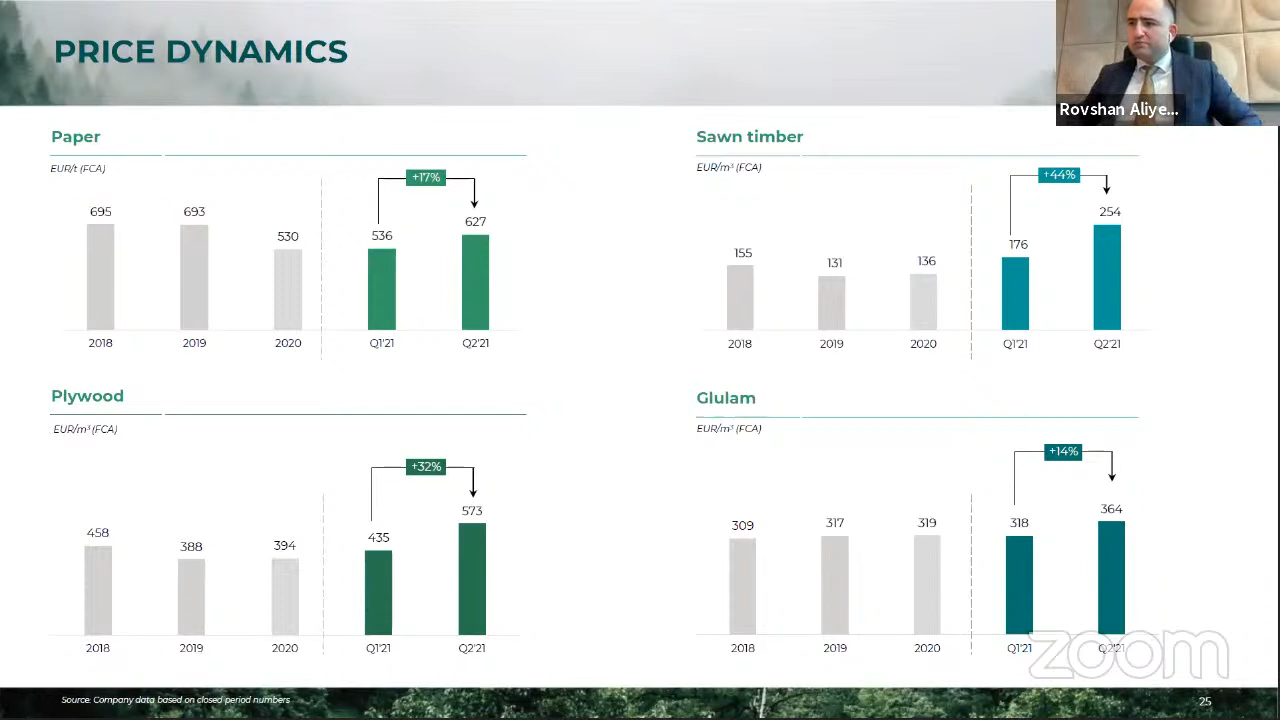 PRICE DYNAMICS
Rovshan Aliye...
Paper
EUR/t (FCA)
+17%
695
693
530
536
627
2018
2019
2020
Q1'21
Q2'21
Sawn timber
EUR/m³ (FCA)
+44%
155
131
136
176
254
2018
2019
2020
Q1'21
Q2'21
Plywood
EUR/m³ (FCA)
+32%
458
388
394
435
573
2018
2019
2020
Q1'21
Q2'21
Glulam
EUR/m³ (FCA)
+14%
309
317
319
318
364
2018
2019
2020
Q1'21
Q2'21
zoom
Source: Company data based on closed period numbers
25